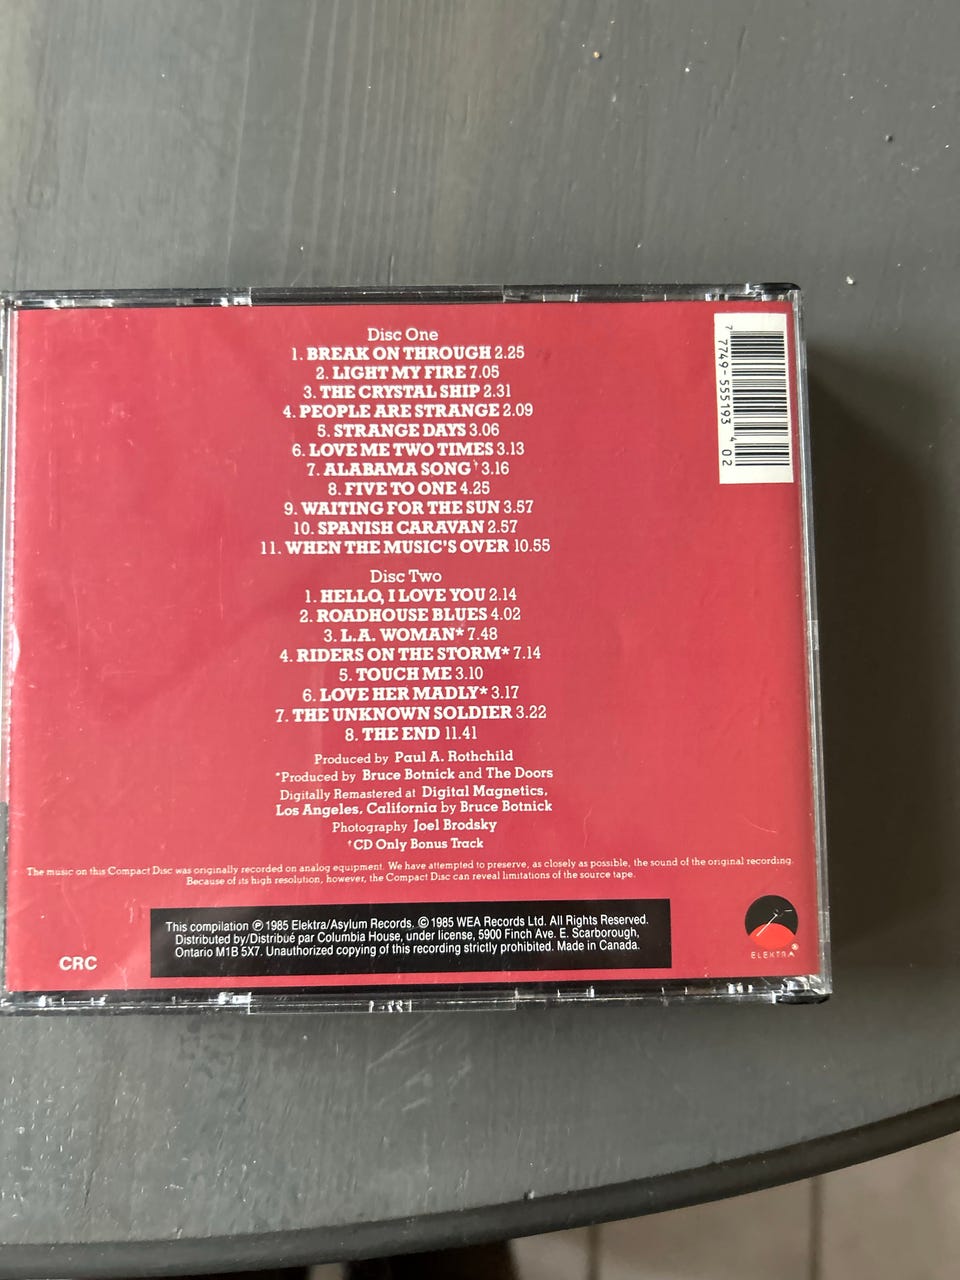 Disc One
1. BREAK ON THROUGH 2.25
2. LIGHT MY FIRE 7.05
3. THE CRYSTAL SHIP 2.31
4. PEOPLE ARE STRANGE 2.09
5. STRANGE DAYS 3.06
6. LOVE ME TWO TIMES 3.13
7. ALABAMA SONG† 3.16
8. FIVE TO ONE 4.25
9. WAITING FOR THE SUN 3.57
10. SPANISH CARAVAN 2.57
11. WHEN THE MUSIC'S OVER 10.55
Disc Two
1. HELLO, I LOVE YOU 2.14
2. ROADHOUSE BLUES 4.02
3. L.A. WOMAN* 7.48
4. RIDERS ON THE STORM* 7.14
5. TOUCH ME 3.10
6. LOVE HER MADLY* 3.17
7. THE UNKNOWN SOLDIER 3.22
8. THE END 11.41
Produced by Paul A. Rothchild
*Produced by Bruce Botnick and The Doors
Digitally Remastered at Digital Magnetics,
Los Angeles, California by Bruce Botnick
Photography Joel Brodsky
†CD Only Bonus Track
The music on this Compact Disc was originally recorded on analog equipment. We have attempted to preserve, as closely as possible, the sound of the original recording.
Because of its high resolution, however, the Compact Disc can reveal limitations of the source tape.
This compilation ℗ 1985 Elektra/Asylum Records, © 1985 WEA Records Ltd. All Rights Reserved.
Distributed by/Distribué par Columbia House, under license, 5900 Finch Ave. E. Scarborough,
Ontario M1B 5X7. Unauthorized copying of this recording strictly prohibited. Made in Canada.
CRC
ELEKTRA®
7 7749-555193 4 02